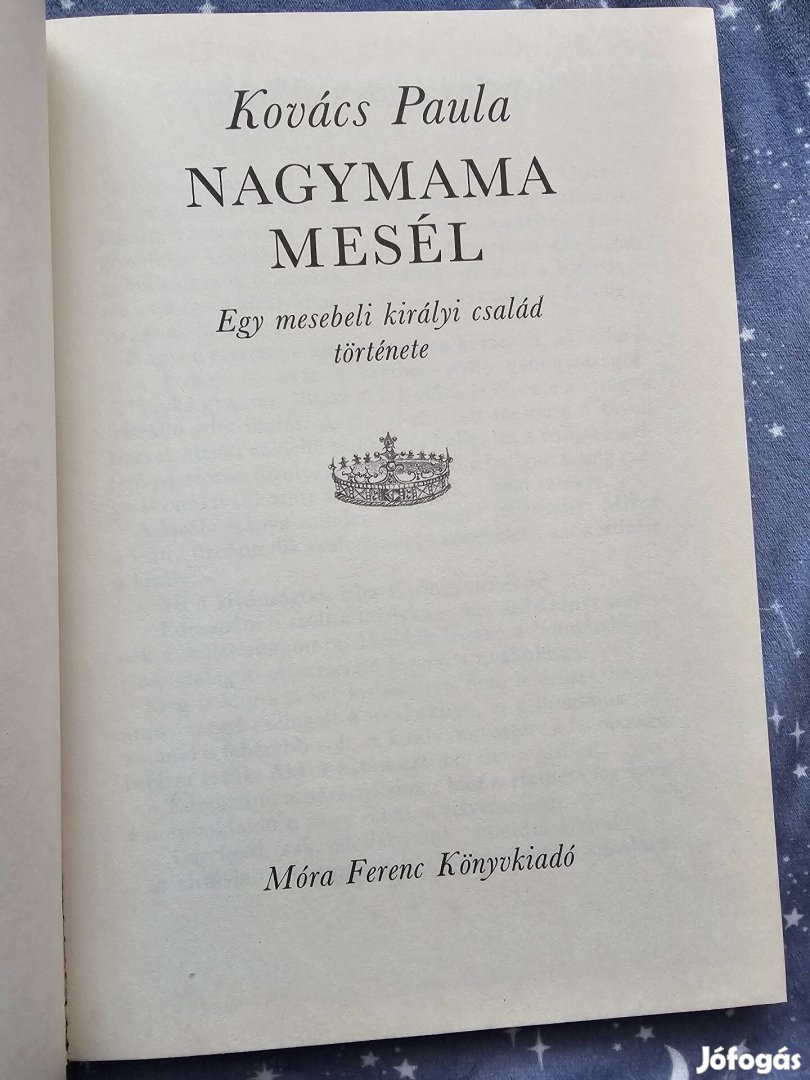 Kovács Paula
NAGYMAMA
MESÉL
Egy mesebeli királyi család
története
Móra Ferenc Könyvkiadó
Jófogás